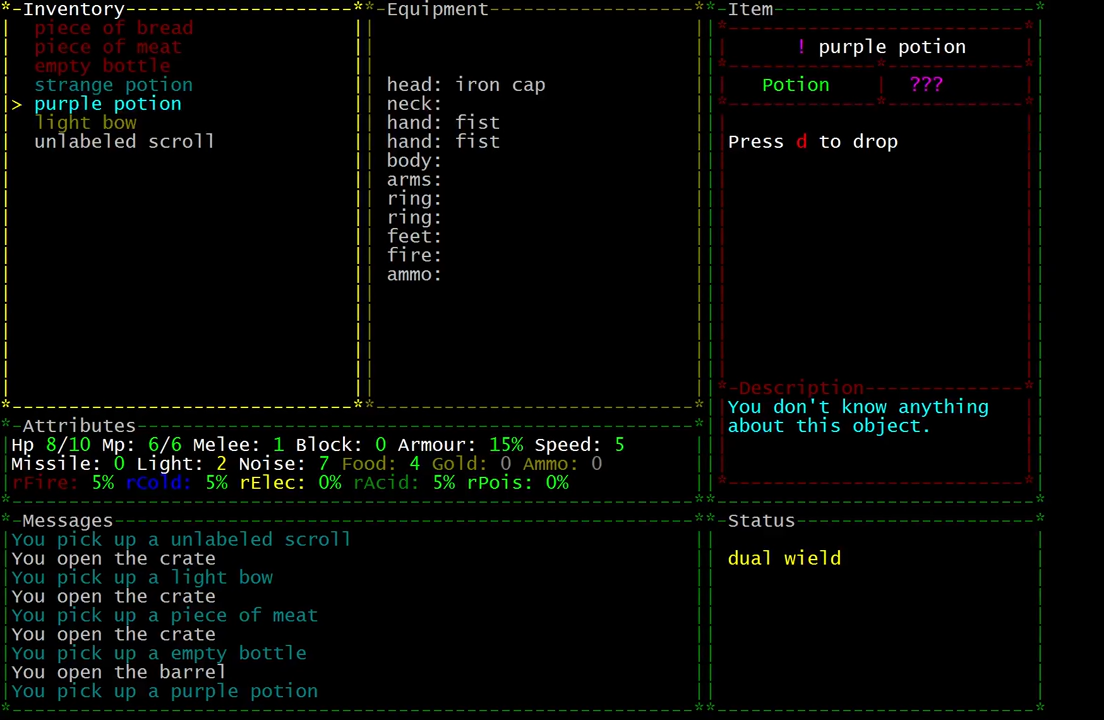 Inventory
piece of bread
piece of meat
empty bottle
strange potion
> purple potion
light bow
unlabeled scroll
Equipment
head: iron cap
neck:
hand: fist
hand: fist
body:
arms:
ring:
ring:
feet:
fire:
ammo:
Item
! purple potion
Potion | ???
Press d to drop
Description
You don't know anything
about this object.
Attributes
Hp 8/10 Mp: 6/6 Melee: 1 Block: 0 Armour: 15% Speed: 5
Missile: 0 Light: 2 Noise: 7 Food: 4 Gold: 0 Ammo: 0
rFire: 5% rCold: 5% rElec: 0% rAcid: 5% rPois: 0%
Messages
You pick up a unlabeled scroll
You open the crate
You pick up a light bow
You open the crate
You pick up a piece of meat
You open the crate
You pick up a empty bottle
You open the barrel
You pick up a purple potion
Status
dual wield